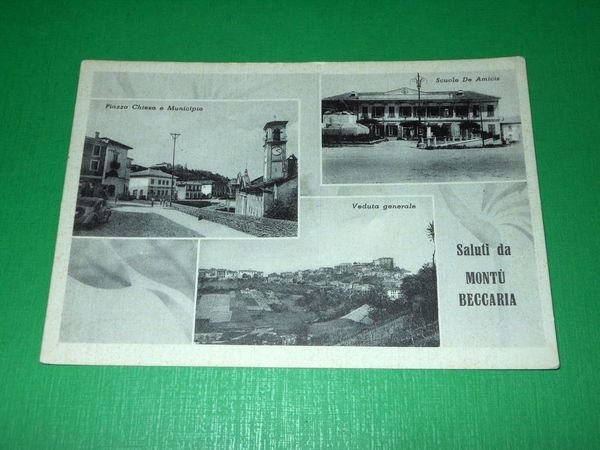 Scuole De Amicis
Piazza Chiesa e Municipio
Veduta generale
Saluti da
MONTÙ
BECCARIA